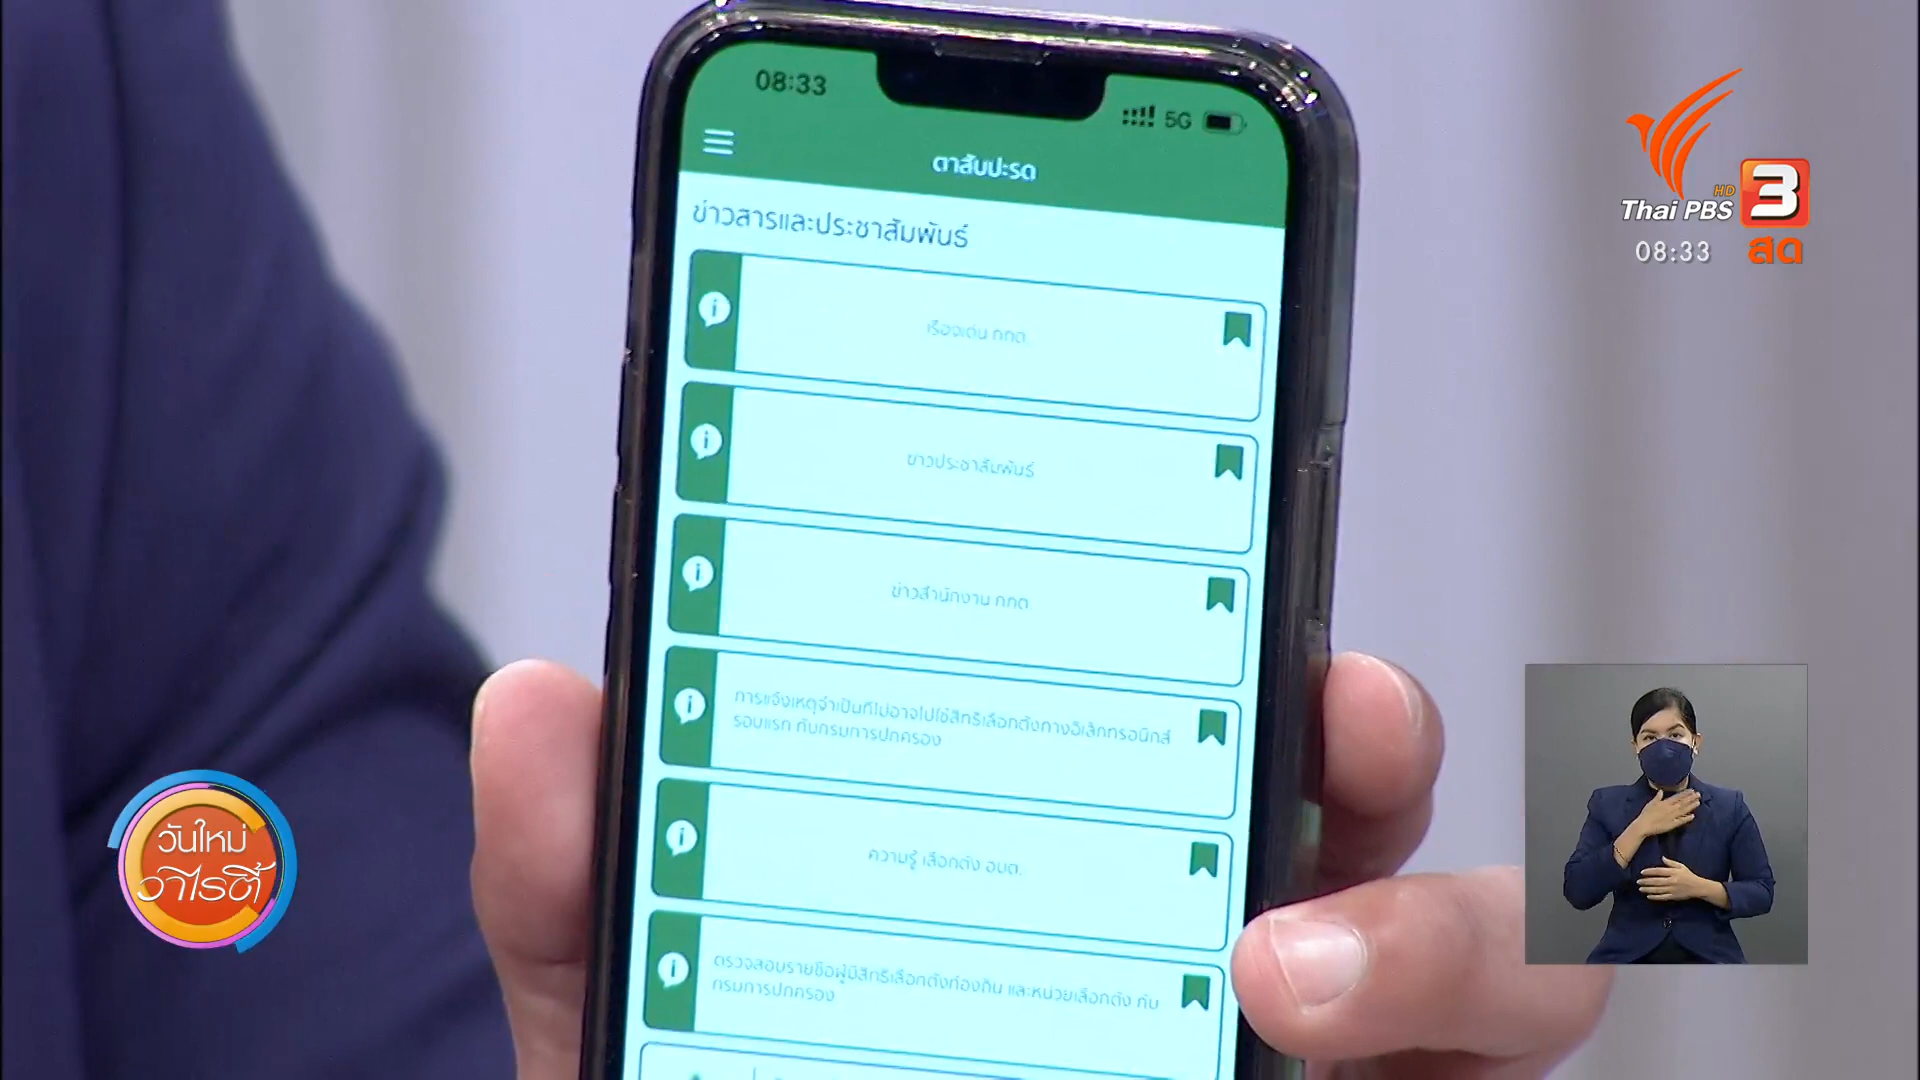 08:33
5G
ตาสับปะรด
ข่าวสารและประชาสัมพันธ์
เรื่องเด่น กกต.
ข่าวประชาสัมพันธ์
ข่าวสำนักงาน กกต.
การแจ้งเหตุจำเป็นที่ไม่อาจไปใช้สิทธิเลือกตั้งทางอิเล็กทรอนิกส์
รอบแรก กับกรมการปกครอง
ความรู้ เลือกตั้ง อบต.
ตรวจสอบรายชื่อผู้มีสิทธิเลือกตั้งท้องถิ่น และหน่วยเลือกตั้ง กับ
กรมการปกครอง
HD
Thai PBS 3
08:33 สด
วันใหม่
วาไรตี้